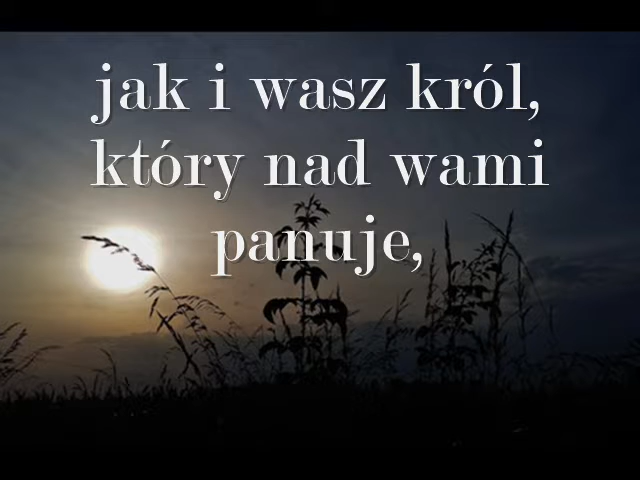 jak i wasz król,
który nad wami
panuje,